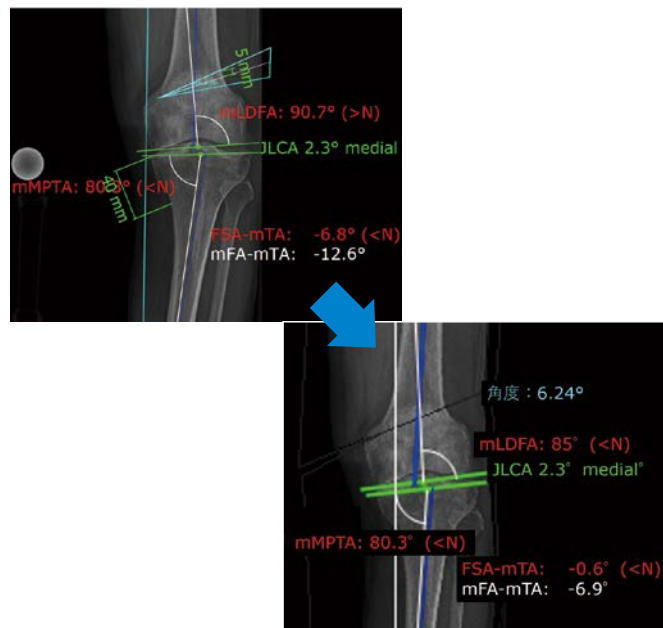 5 mm
mLDFA: 90.7° (>N)
JLCA 2.3° medial
mMPTA: 80.3° (<N)
40 mm
FSA-mTA: -6.8° (<N)
mFA-mTA: -12.6°
角度：6.24°
mLDFA: 85° (<N)
JLCA 2.3° medial°
mMPTA: 80.3° (<N)
FSA-mTA: -0.6° (<N)
mFA-mTA: -6.9°